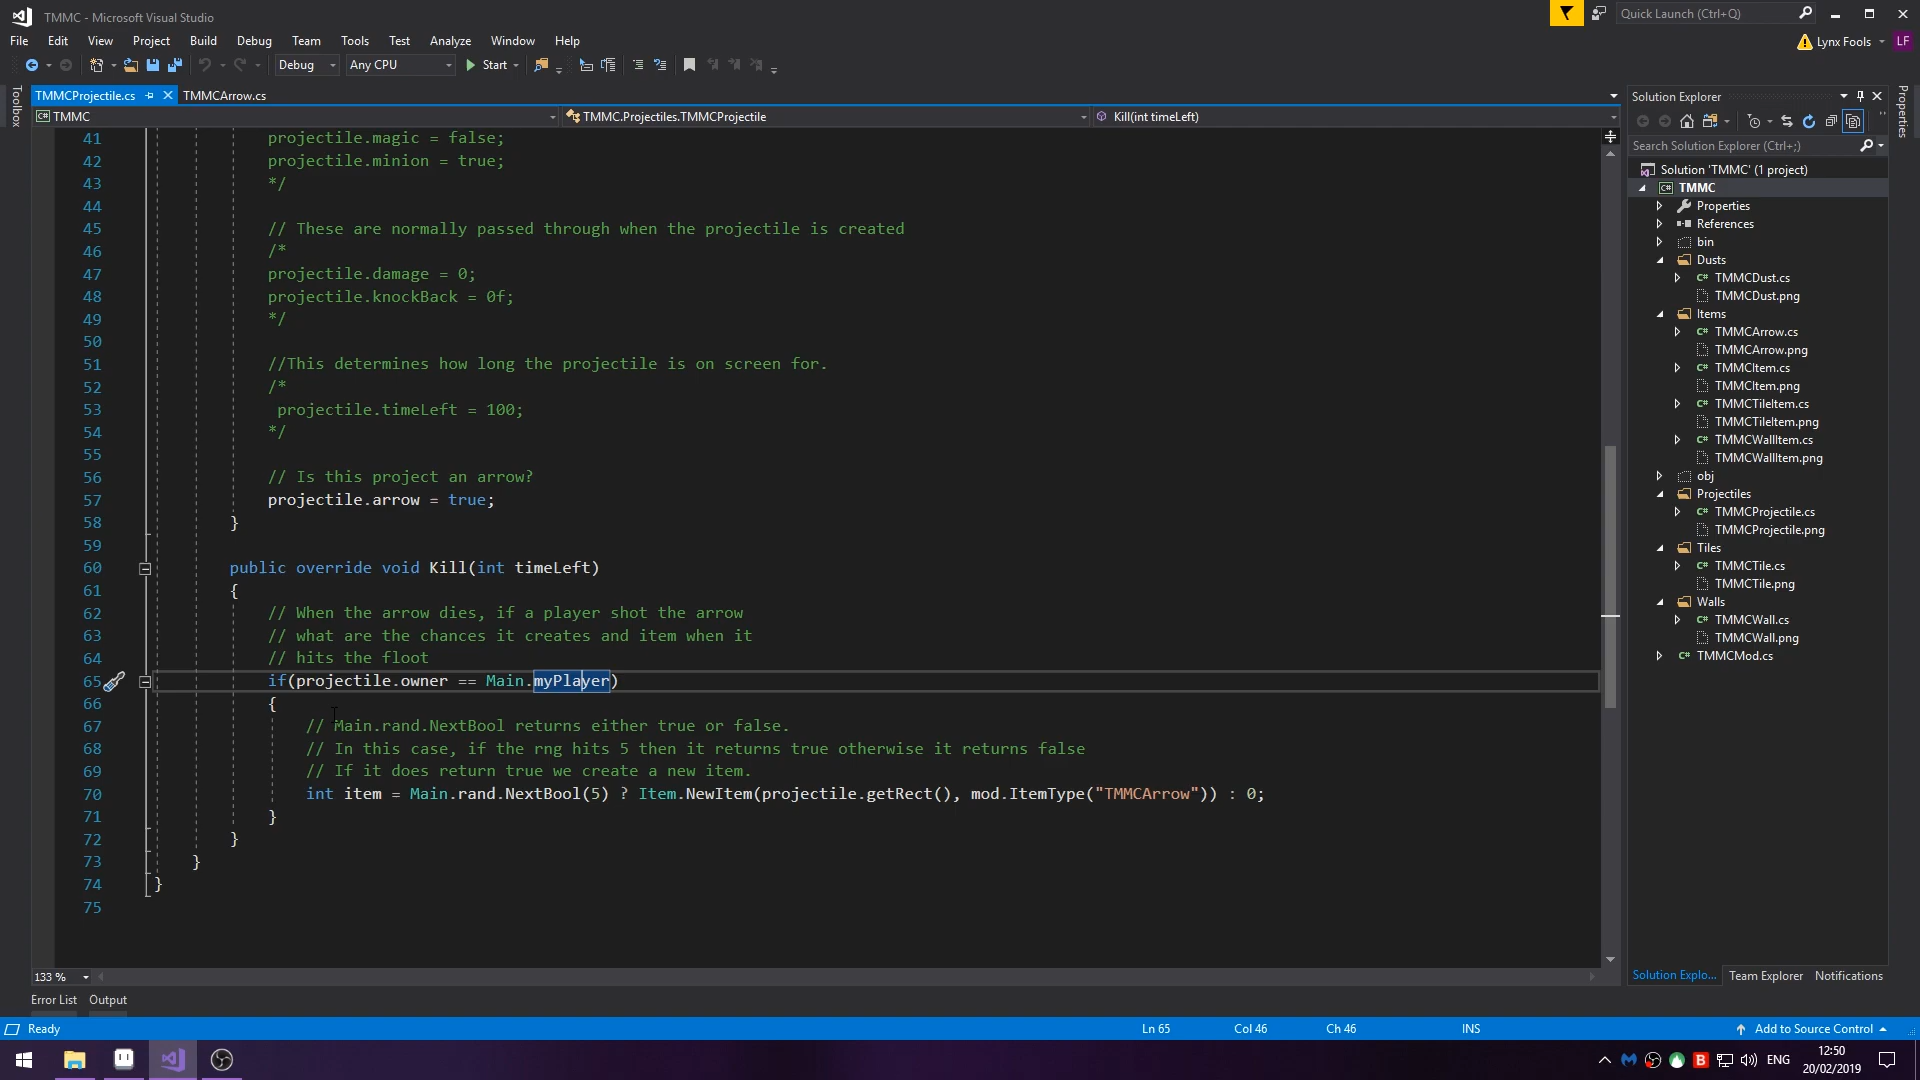 TMMC - Microsoft Visual Studio
Quick Launch (Ctrl+Q)
File Edit View Project Build Debug Team Tools Test Analyze Window Help
Lynx Fools LF
Debug Any CPU Start
Toolbox
TMMCProjectile.cs TMMCArrow.cs
TMMC TMMC.Projectiles.TMMCProjectile Kill(int timeLeft)
41 projectile.magic = false;
42 projectile.minion = true;
43 */
44
45 // These are normally passed through when the projectile is created
46 /*
47 projectile.damage = 0;
48 projectile.knockBack = 0f;
49 */
50
51 //This determines how long the projectile is on screen for.
52 /*
53 projectile.timeLeft = 100;
54 */
55
56 // Is this project an arrow?
57 projectile.arrow = true;
58 }
59
60 public override void Kill(int timeLeft)
61 {
62 // When the arrow dies, if a player shot the arrow
63 // what are the chances it creates and item when it
64 // hits the floot
65 if(projectile.owner == Main.myPlayer)
66 {
67 // Main.rand.NextBool returns either true or false.
68 // In this case, if the rng hits 5 then it returns true otherwise it returns false
69 // If it does return true we create a new item.
70 int item = Main.rand.NextBool(5) ? Item.NewItem(projectile.getRect(), mod.ItemType("TMMCArrow")) : 0;
71 }
72 }
73 }
74 }
75
133 %
Error List Output
Solution Explorer
Search Solution Explorer (Ctrl+;)
Solution 'TMMC' (1 project)
TMMC
Properties
References
bin
Dusts
TMMCDust.cs
TMMCDust.png
Items
TMMCArrow.cs
TMMCArrow.png
TMMCItem.cs
TMMCItem.png
TMMCTileItem.cs
TMMCTileItem.png
TMMCWallItem.cs
TMMCWallItem.png
obj
Projectiles
TMMCProjectile.cs
TMMCProjectile.png
Tiles
TMMCTile.cs
TMMCTile.png
Walls
TMMCWall.cs
TMMCWall.png
TMMCMod.cs
Solution Explo... Team Explorer Notifications
Properties
Ready Ln 65 Col 46 Ch 46 INS Add to Source Control
ENG 12:50
20/02/2019